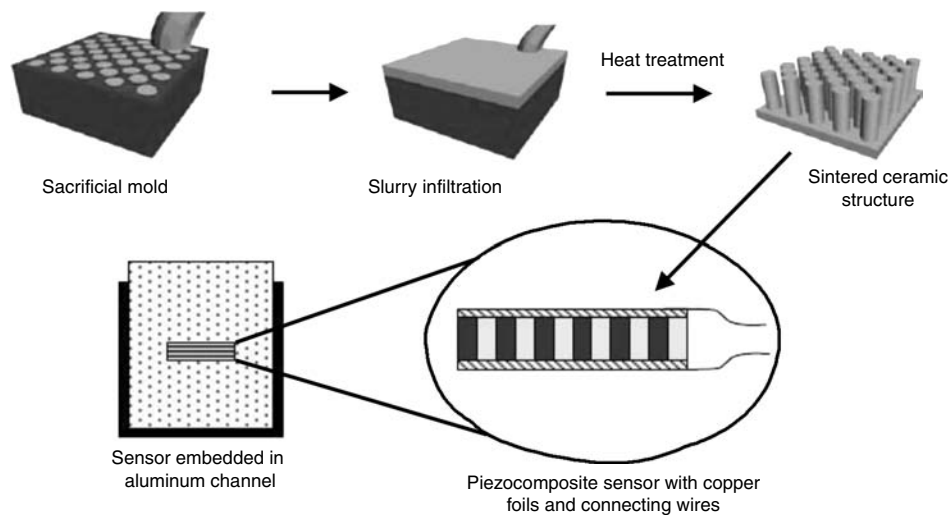 Heat treatment
Sacrificial mold
Slurry infiltration
Sintered ceramic
structure
Sensor embedded in
aluminum channel
Piezocomposite sensor with copper
foils and connecting wires